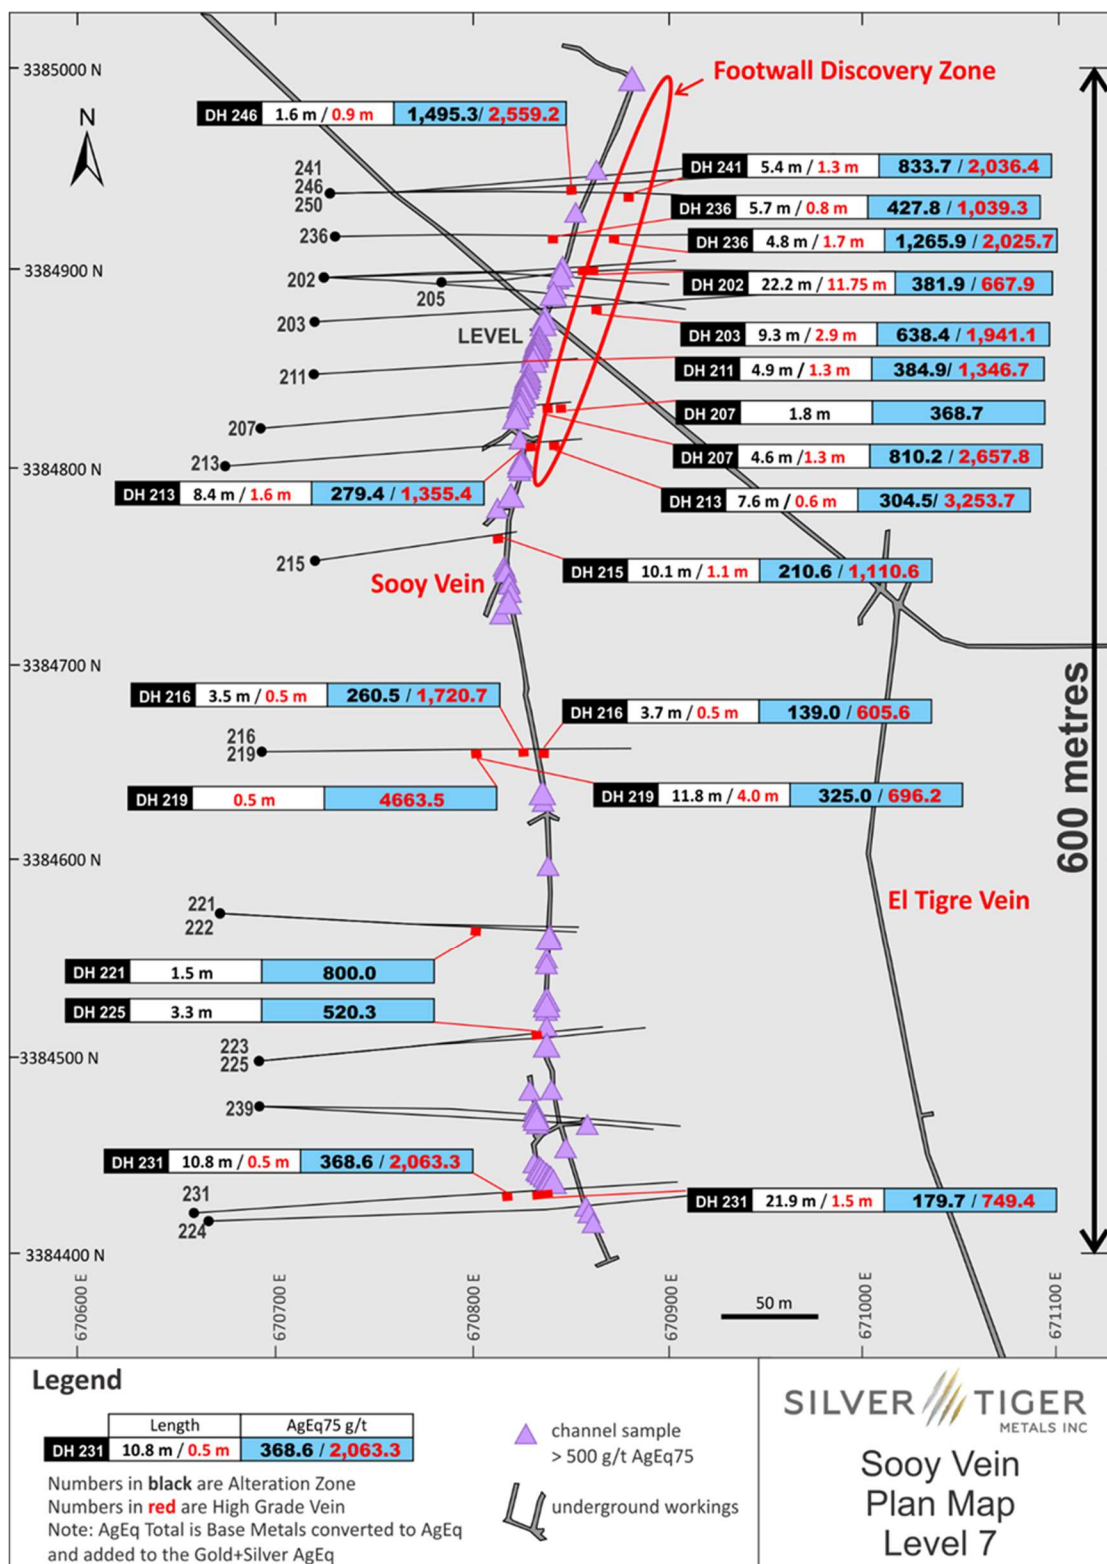 3385000 N
Footwall Discovery Zone
N
DH 246 1.6 m / 0.9 m 1,495.3/ 2,559.2
241
246
250
DH 241 5.4 m / 1.3 m 833.7 / 2,036.4
DH 236 5.7 m / 0.8 m 427.8 / 1,039.3
236
DH 236 4.8 m / 1.7 m 1,265.9 / 2,025.7
3384900 N
202
205
DH 202 22.2 m / 11.75 m 381.9 / 667.9
203
LEVEL
DH 203 9.3 m / 2.9 m 638.4 / 1,941.1
211
DH 211 4.9 m / 1.3 m 384.9/ 1,346.7
207
DH 207 1.8 m 368.7
213
3384800 N
DH 207 4.6 m /1.3 m 810.2 / 2,657.8
DH 213 8.4 m / 1.6 m 279.4 / 1,355.4
DH 213 7.6 m / 0.6 m 304.5/ 3,253.7
215
Sooy Vein
DH 215 10.1 m / 1.1 m 210.6 / 1,110.6
3384700 N
DH 216 3.5 m / 0.5 m 260.5 / 1,720.7
DH 216 3.7 m / 0.5 m 139.0 / 605.6
216
219
DH 219 0.5 m 4663.5
DH 219 11.8 m / 4.0 m 325.0 / 696.2
600 metres
3384600 N
El Tigre Vein
221
222
DH 221 1.5 m 800.0
DH 225 3.3 m 520.3
223
225
3384500 N
239
DH 231 10.8 m / 0.5 m 368.6 / 2,063.3
231
224
DH 231 21.9 m / 1.5 m 179.7 / 749.4
3384400 N
670600 E
670700 E
670800 E
670900 E
671000 E
671100 E
50 m
Legend
Length AgEq75 g/t
DH 231 10.8 m / 0.5 m 368.6 / 2,063.3
Numbers in black are Alteration Zone
Numbers in red are High Grade Vein
Note: AgEq Total is Base Metals converted to AgEq
and added to the Gold+Silver AgEq
channel sample
> 500 g/t AgEq75
underground workings
SILVER TIGER
METALS INC
Sooy Vein
Plan Map
Level 7